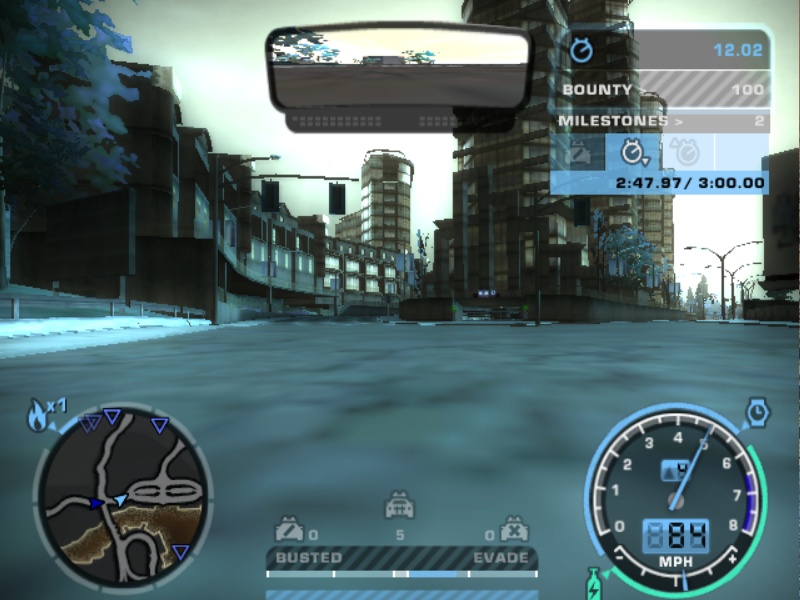 12.02
BOUNTY > 100
MILESTONES > 2
2:47.97/ 3:00.00
x1
0 1 2 3 4 5 6 7 8
4
84
MPH
0 5 0
BUSTED EVADE